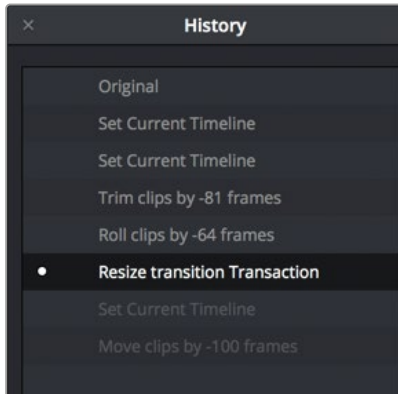 History
Original
Set Current Timeline
Set Current Timeline
Trim clips by -81 frames
Roll clips by -64 frames
Resize transition Transaction
Set Current Timeline
Move clips by -100 frames